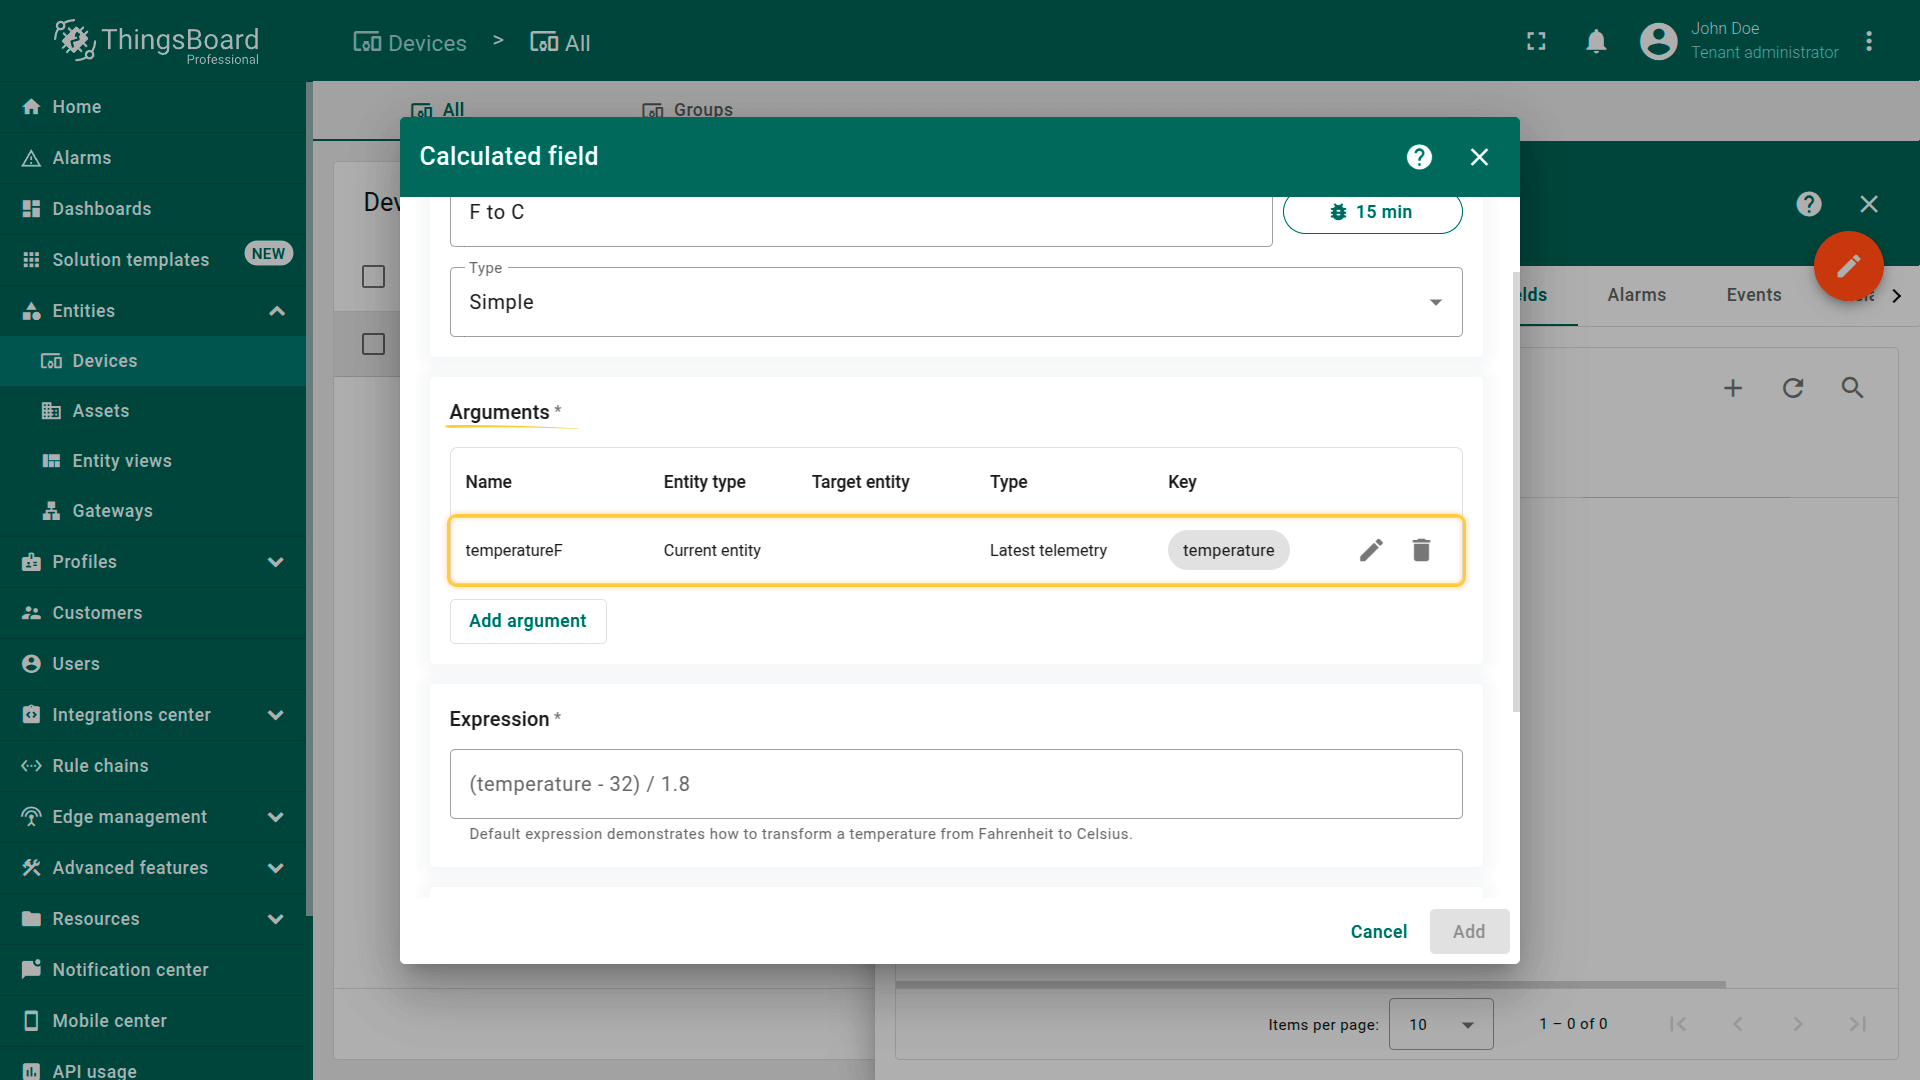 ThingsBoard
Professional
Devices > All
John Doe
Tenant administrator
Home
Alarms
Dashboards
Solution templates NEW
Entities
Devices
Assets
Entity views
Gateways
Profiles
Customers
Users
Integrations center
Rule chains
Edge management
Advanced features
Resources
Notification center
Mobile center
API usage
All Groups
Dev
Calculated field
F to C
15 min
Type
Simple
Arguments *
Name Entity type Target entity Type Key
temperatureF Current entity Latest telemetry temperature
Add argument
Expression *
(temperature - 32) / 1.8
Default expression demonstrates how to transform a temperature from Fahrenheit to Celsius.
Cancel Add
elds Alarms Events
Items per page: 10 1 – 0 of 0